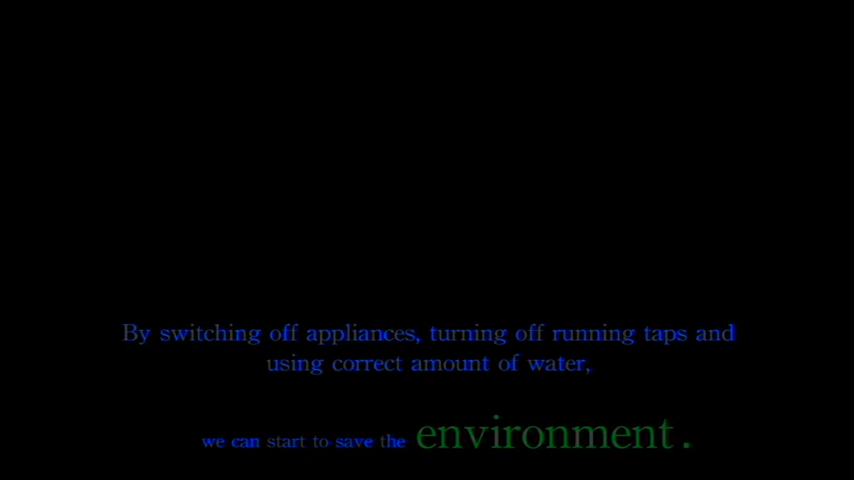 By switching off appliances, turning off running taps and
using correct amount of water,
we can start to save the environment.